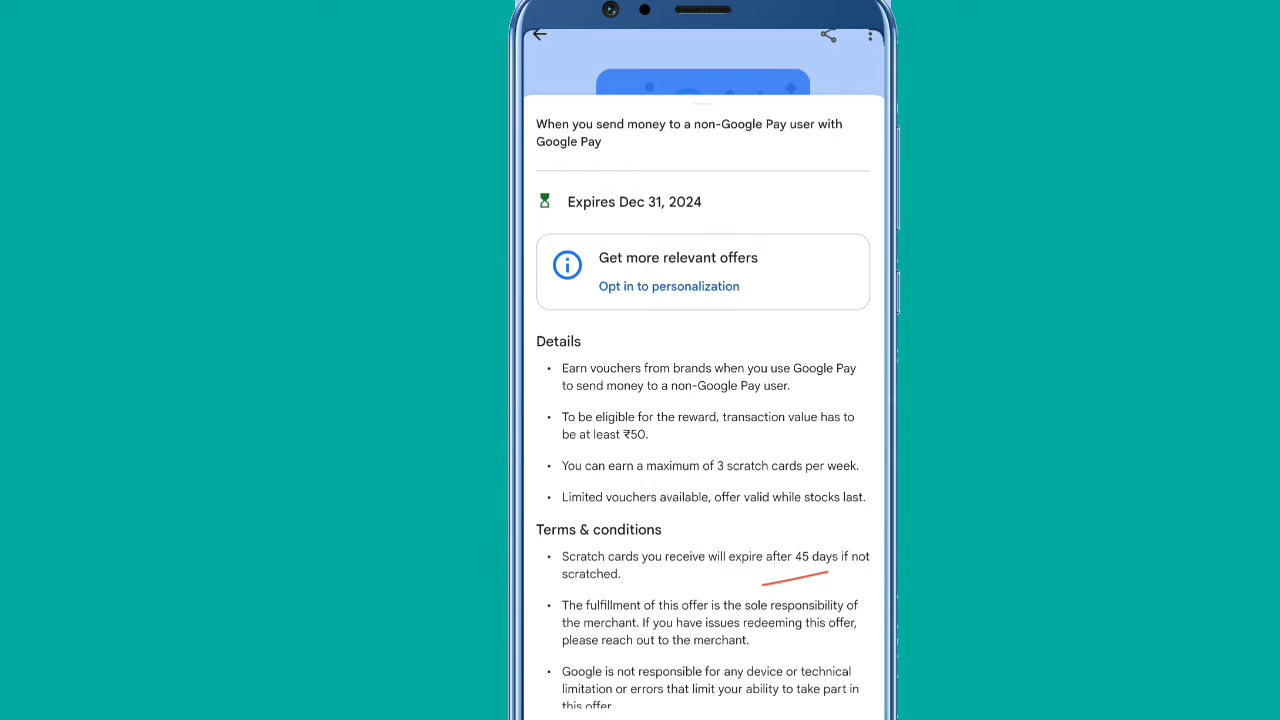 When you send money to a non-Google Pay user with
Google Pay
Expires Dec 31, 2024
Get more relevant offers
Opt in to personalization
Details
• Earn vouchers from brands when you use Google Pay
to send money to a non-Google Pay user.
• To be eligible for the reward, transaction value has to
be at least ₹50.
• You can earn a maximum of 3 scratch cards per week.
• Limited vouchers available, offer valid while stocks last.
Terms & conditions
• Scratch cards you receive will expire after 45 days if not
scratched.
• The fulfillment of this offer is the sole responsibility of
the merchant. If you have issues redeeming this offer,
please reach out to the merchant.
• Google is not responsible for any device or technical
limitation or errors that limit your ability to take part in
this offer